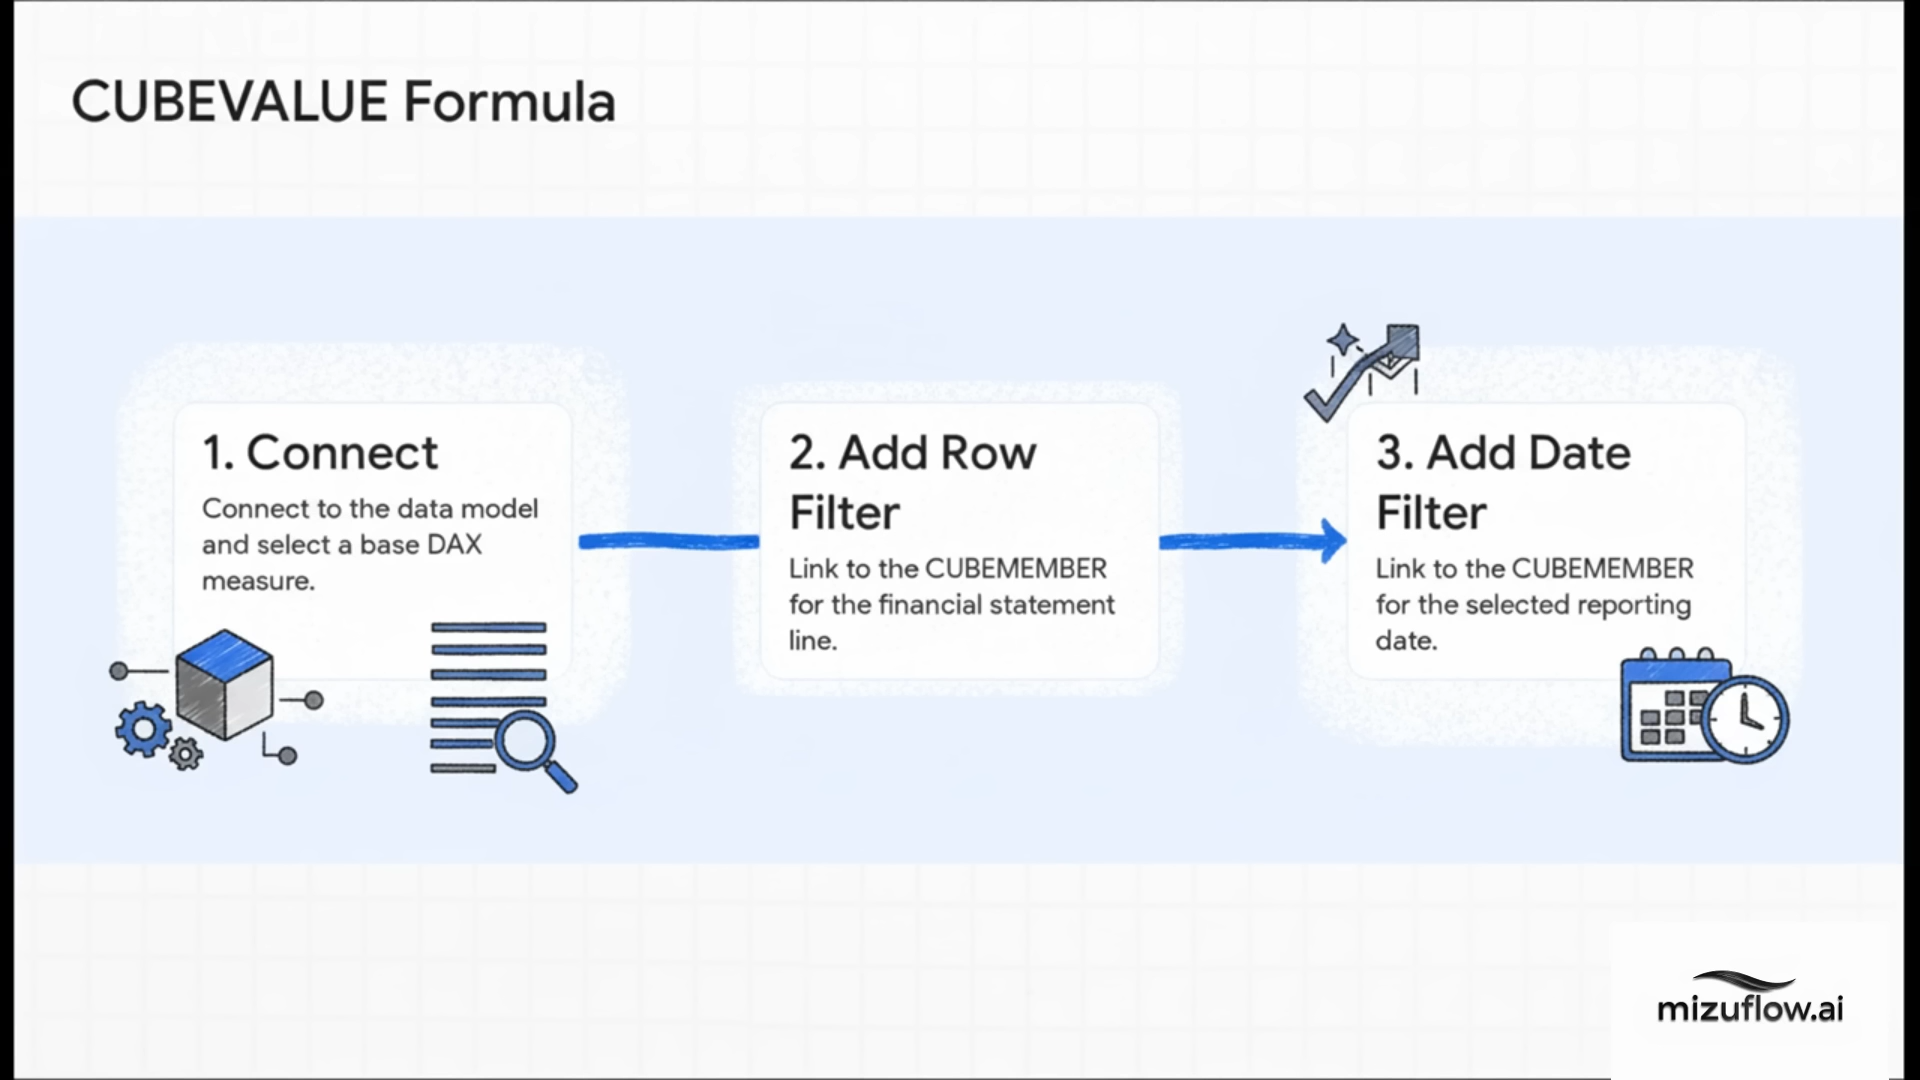 CUBEVALUE Formula
1. Connect
Connect to the data model
and select a base DAX
measure.
2. Add Row
Filter
Link to the CUBEMEMBER
for the financial statement
line.
3. Add Date
Filter
Link to the CUBEMEMBER
for the selected reporting
date.
mizuflow.ai